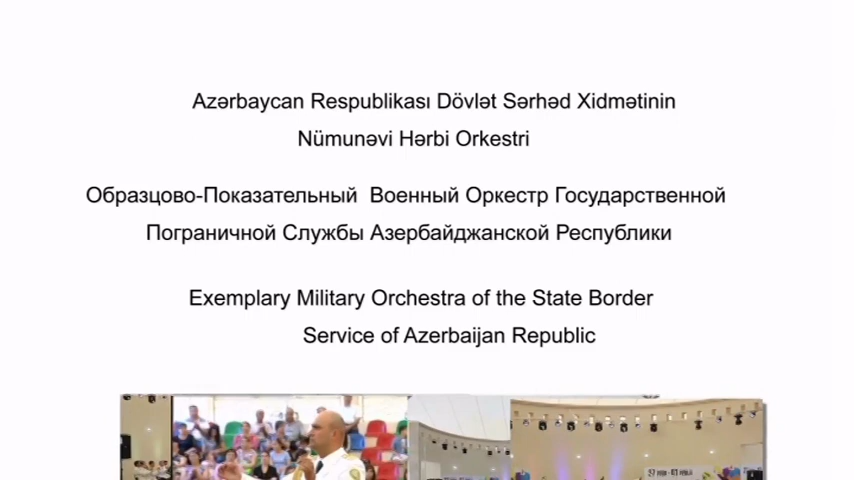 Azərbaycan Respublikası Dövlət Sərhəd Xidmətinin
Nümunəvi Hərbi Orkestri
Образцово-Показательный Военный Оркестр Государственной
Пограничной Службы Азербайджанской Республики
Exemplary Military Orchestra of the State Border
Service of Azerbaijan Republic